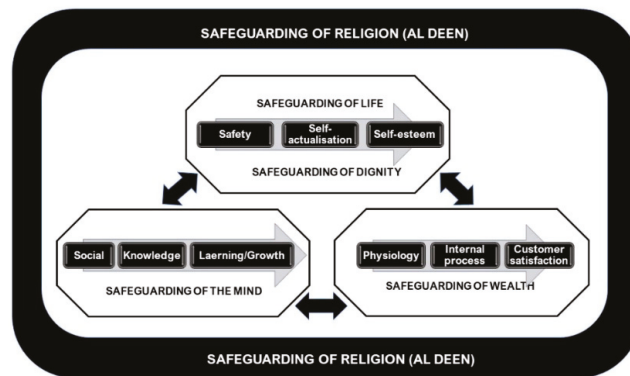 SAFEGUARDING OF RELIGION (AL DEEN)
SAFEGUARDING OF LIFE
Safety
Self-
actualisation
Self-esteem
SAFEGUARDING OF DIGNITY
Social
Knowledge
Laerning/Growth
SAFEGUARDING OF THE MIND
Physiology
Internal
process
Customer
satisfaction
SAFEGUARDING OF WEALTH
SAFEGUARDING OF RELIGION (AL DEEN)